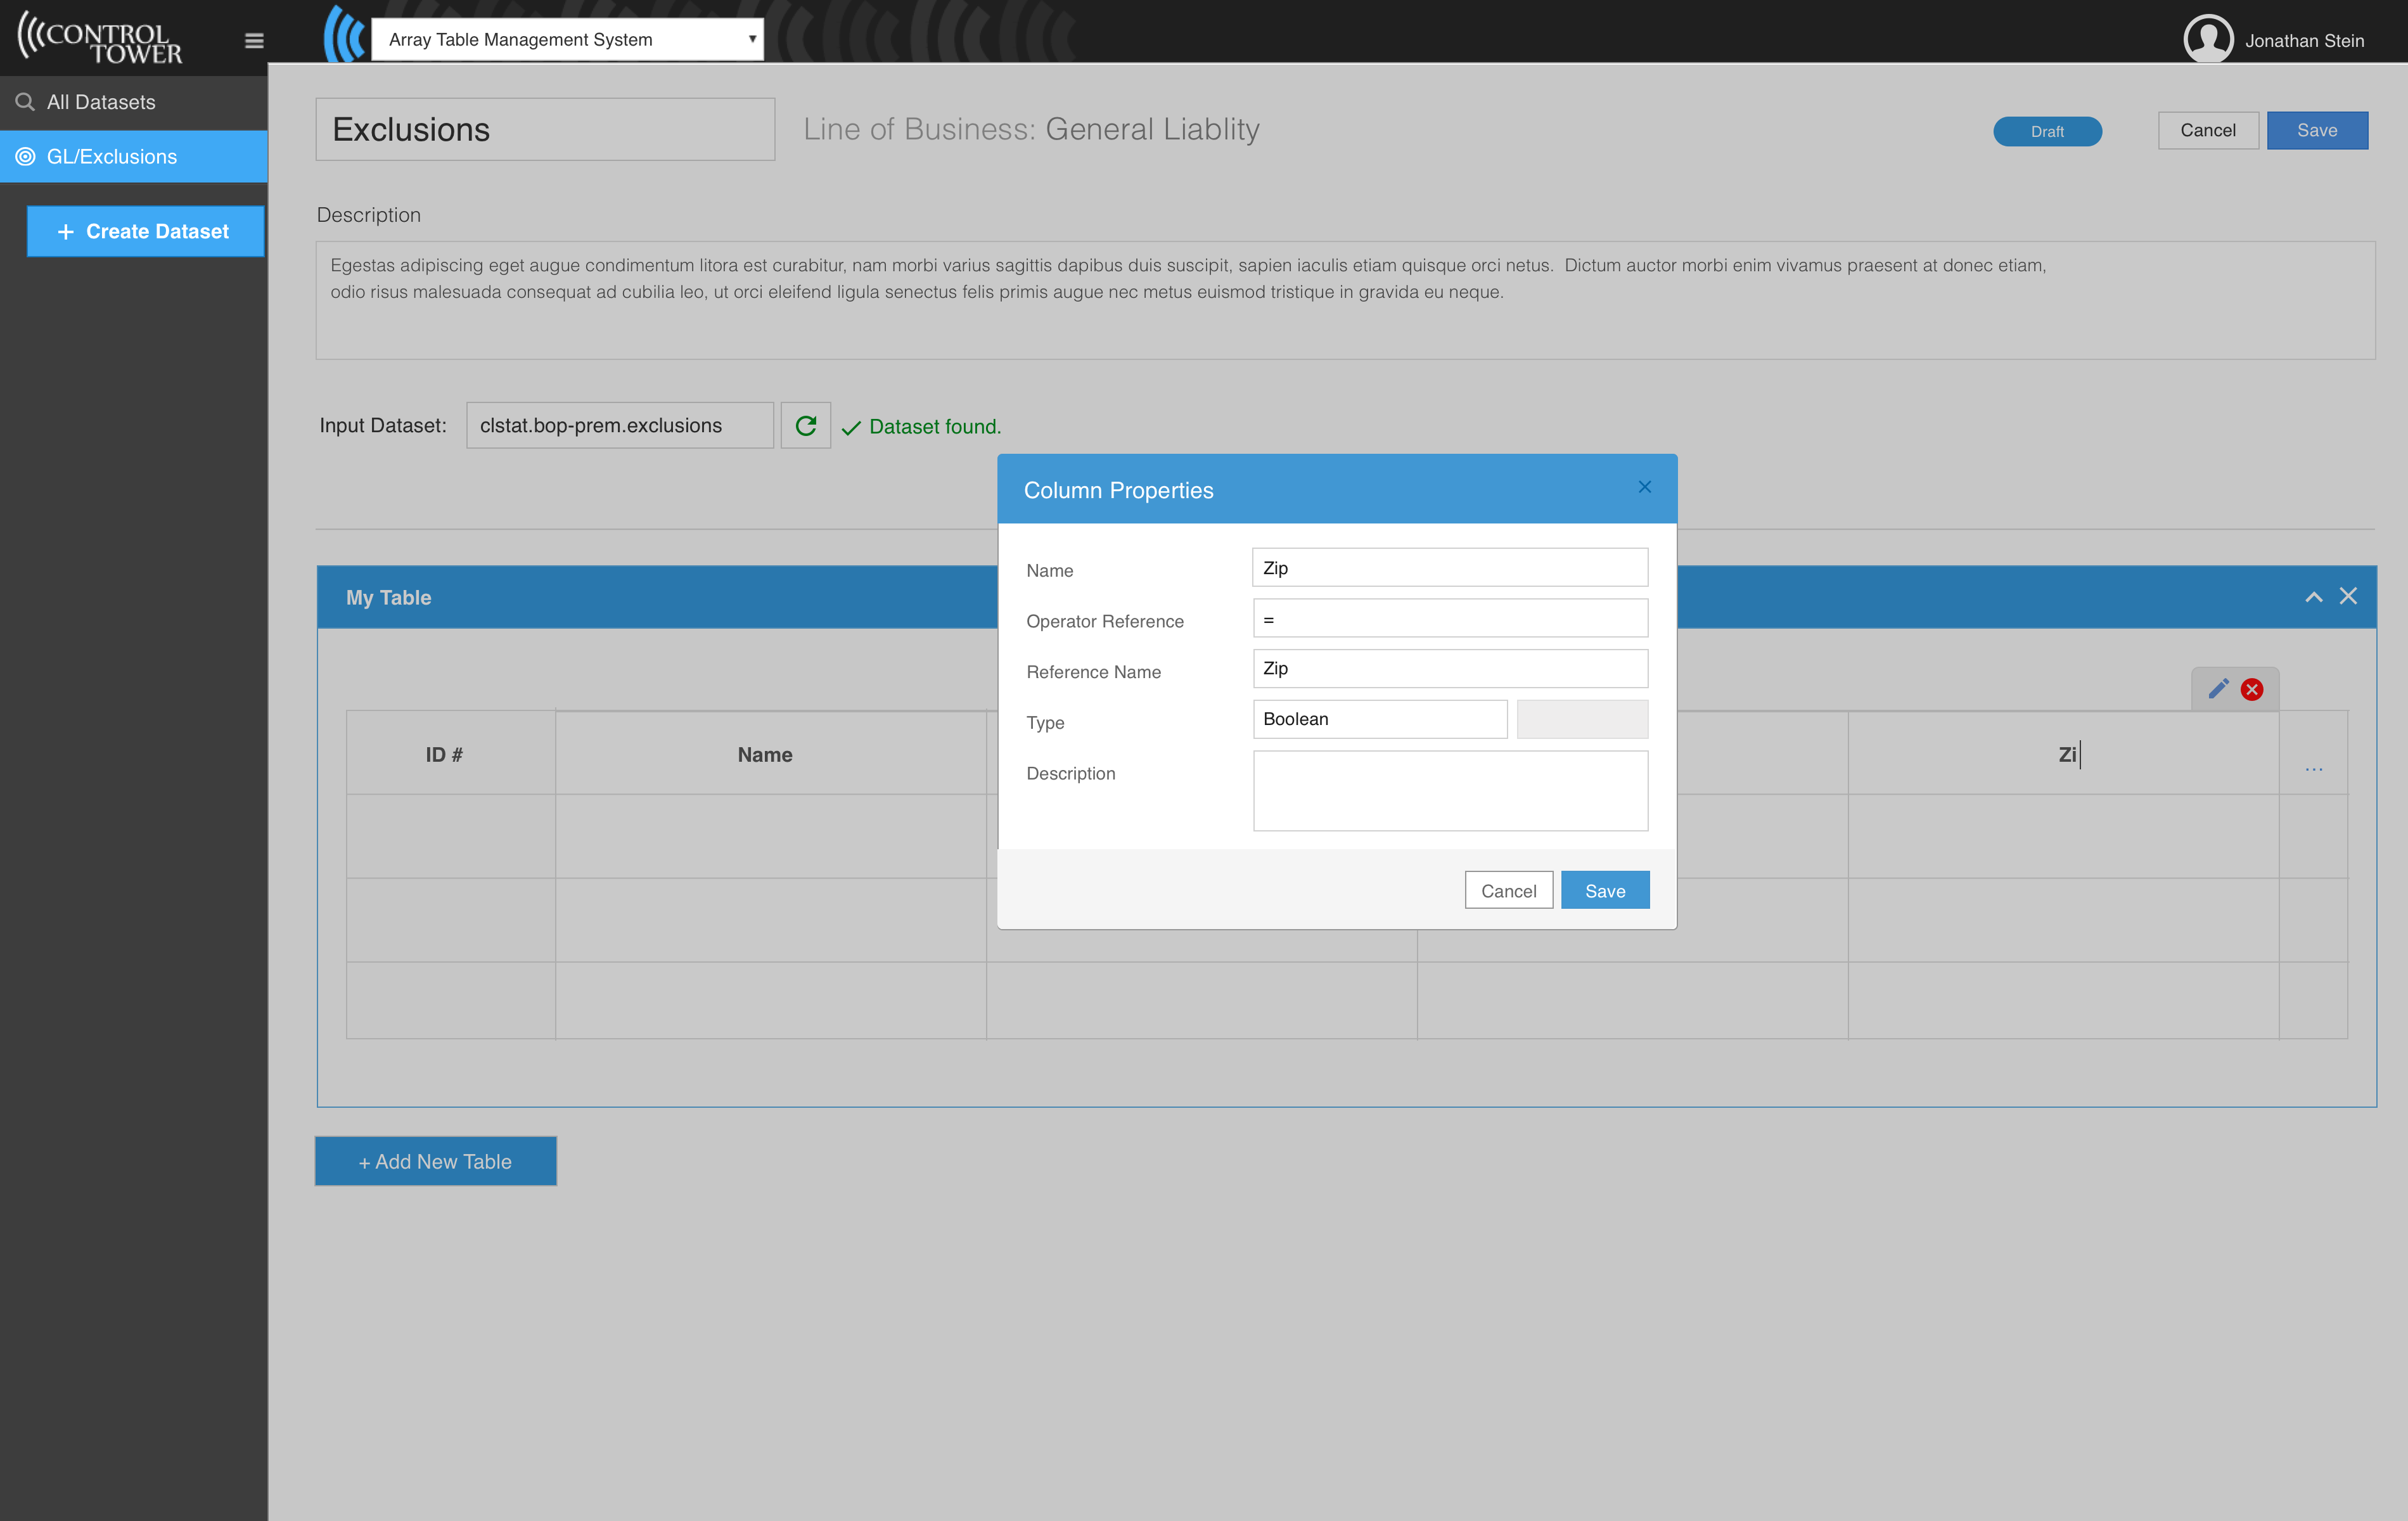 CONTROL
TOWER
Array Table Management System
Jonathan Stein
All Datasets
GL/Exclusions
+ Create Dataset
Exclusions
Line of Business: General Liablity
Draft
Cancel
Save
Description
Egestas adipiscing eget augue condimentum litora est curabitur, nam morbi varius sagittis dapibus duis suscipit, sapien iaculis etiam quisque orci netus.  Dictum auctor morbi enim vivamus praesent at donec etiam,
odio risus malesuada consequat ad cubilia leo, ut orci eleifend ligula senectus felis primis augue nec metus euismod tristique in gravida eu neque.
Input Dataset:
clstat.bop-prem.exclusions
Dataset found.
Column Properties
Name
Zip
Operator Reference
=
Reference Name
Zip
Type
Boolean
Description
Cancel
Save
My Table
ID #
Name
Zi
...
+ Add New Table